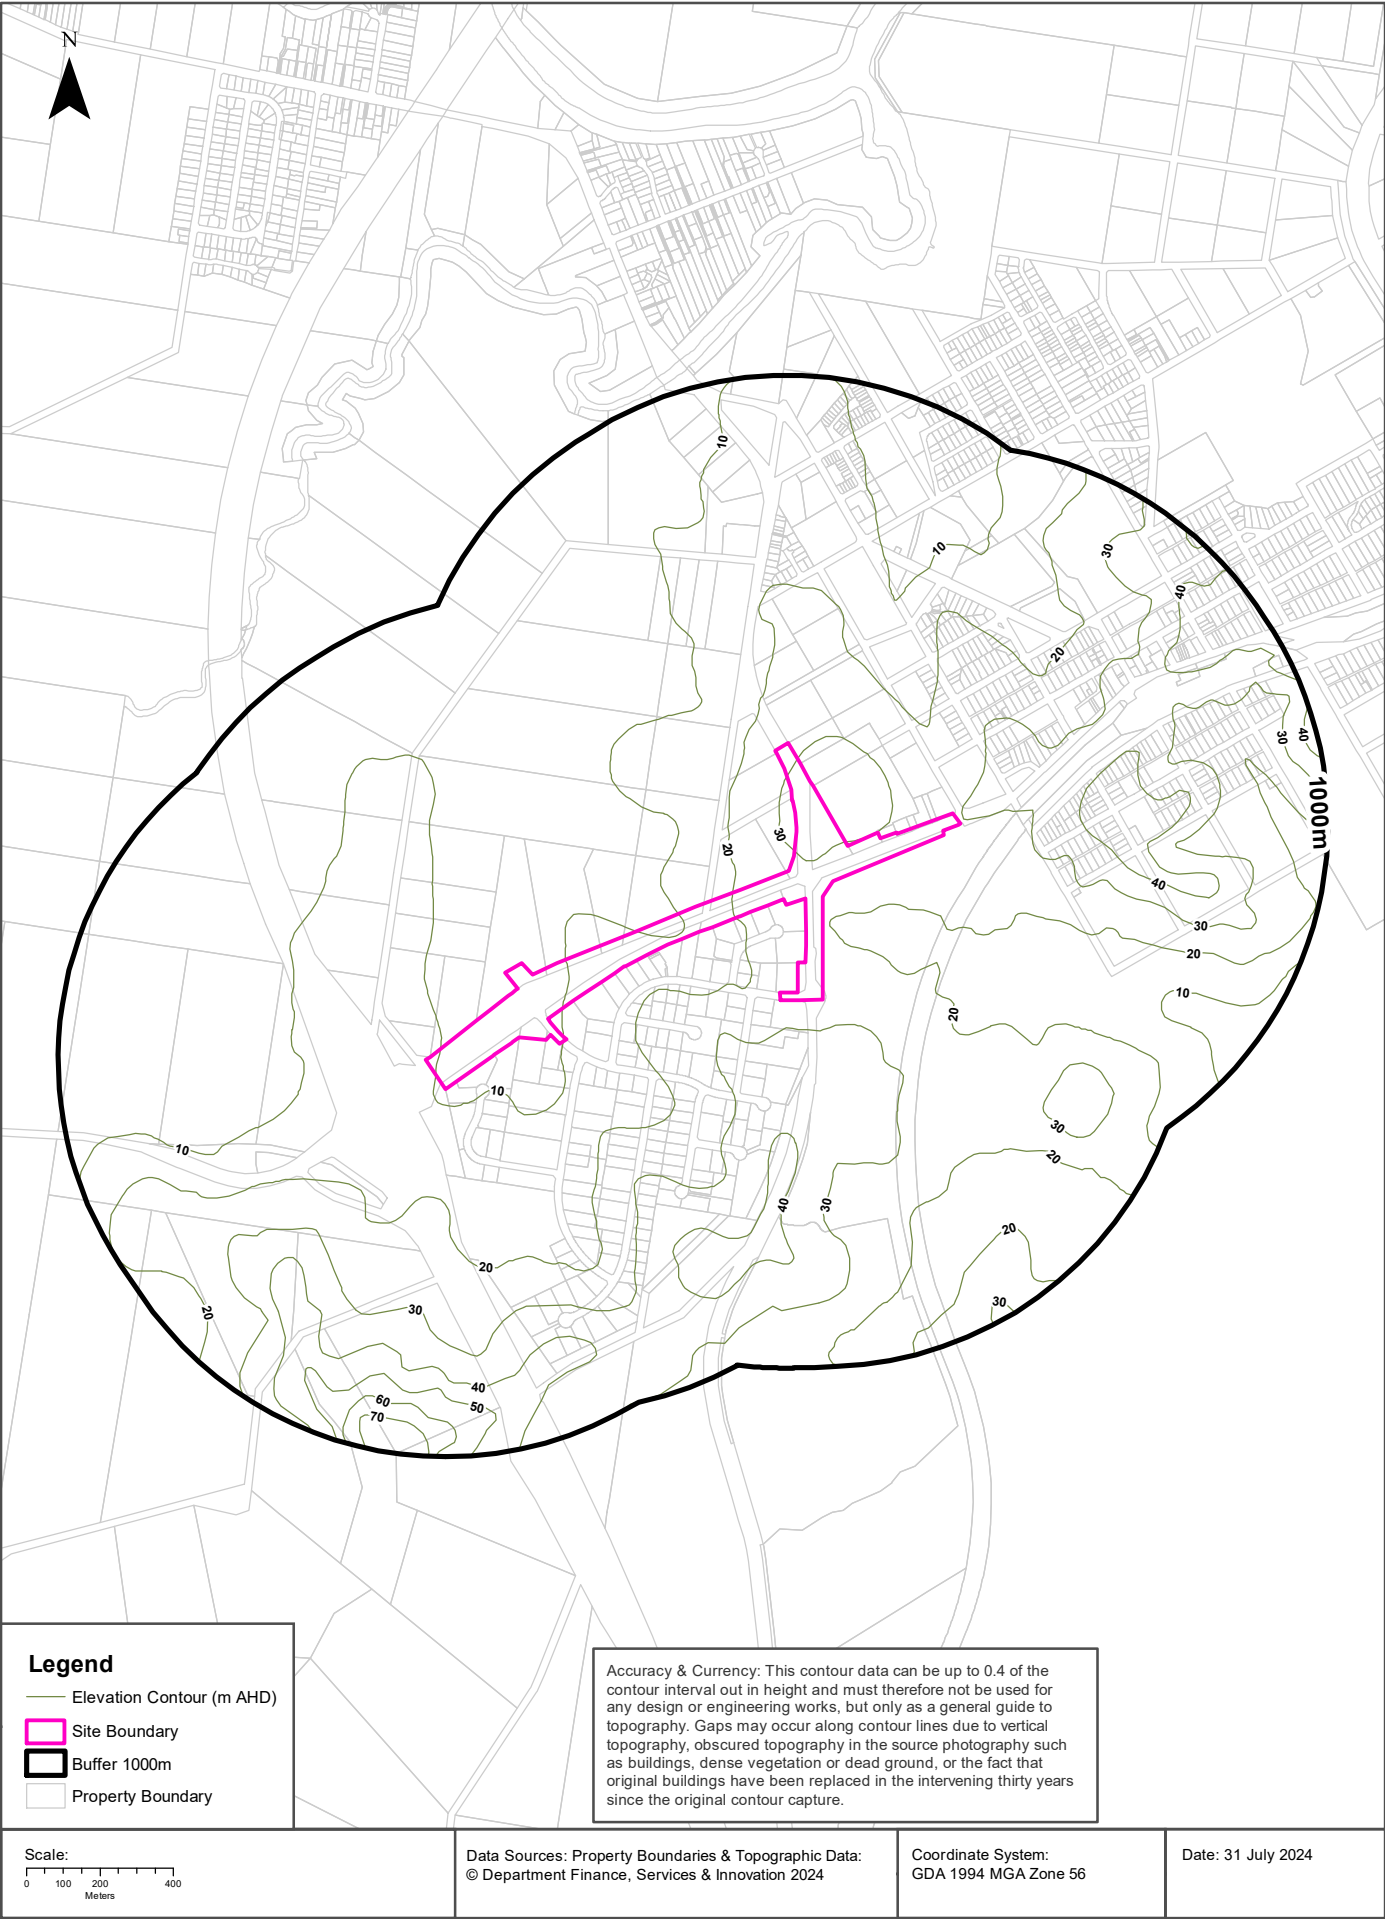 N
10
10
30
40
20
30
40
1000m
30
20
40
30
20
10
20
10
30
10
20
40
30
20
20
20
30
30
40
50
60
70
Legend
Elevation Contour (m AHD)
Site Boundary
Buffer 1000m
Property Boundary
Accuracy & Currency: This contour data can be up to 0.4 of the
contour interval out in height and must therefore not be used for
any design or engineering works, but only as a general guide to
topography. Gaps may occur along contour lines due to vertical
topography, obscured topography in the source photography such
as buildings, dense vegetation or dead ground, or the fact that
original buildings have been replaced in the intervening thirty years
since the original contour capture.
Scale:
0 100 200 400
Meters
Data Sources: Property Boundaries & Topographic Data:
© Department Finance, Services & Innovation 2024
Coordinate System:
GDA 1994 MGA Zone 56
Date: 31 July 2024